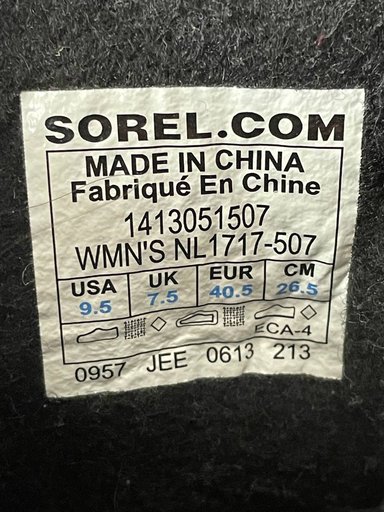 SOREL.COM
MADE IN CHINA
Fabriqué En Chine
1413051507
WMN'S NL1717-507
USA UK EUR CM
9.5 7.5 40.5 26.5
ECA-4
0957 JEE 0613 213